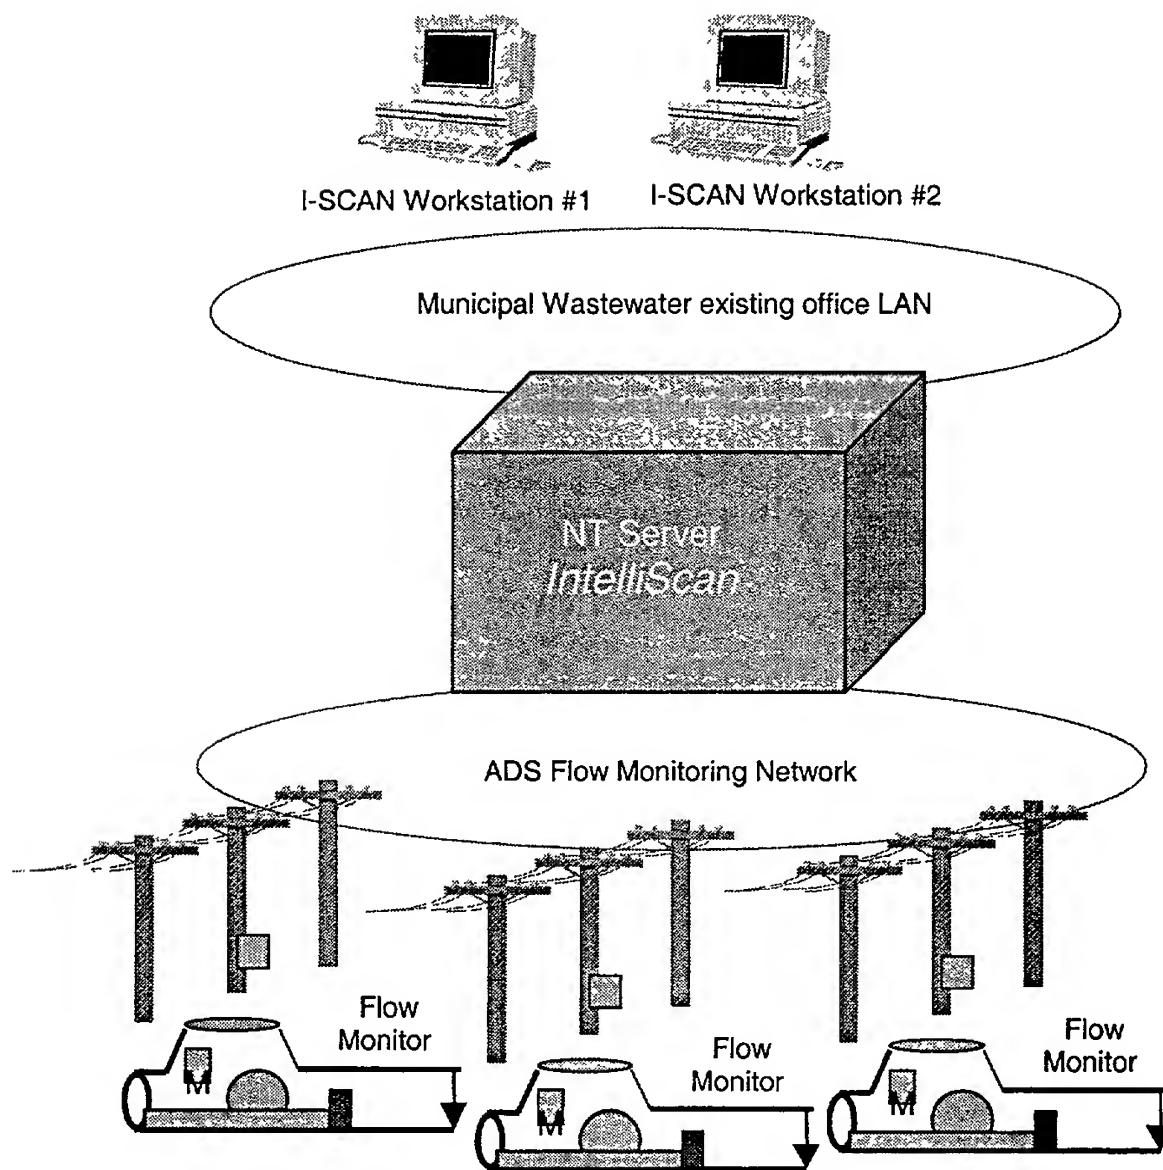 I-SCAN Workstation #1
I-SCAN Workstation #2
Municipal Wastewater existing office LAN
NT Server
IntelliScan
ADS Flow Monitoring Network
Flow
Monitor
Flow
Monitor
Flow
Monitor
M
M
M